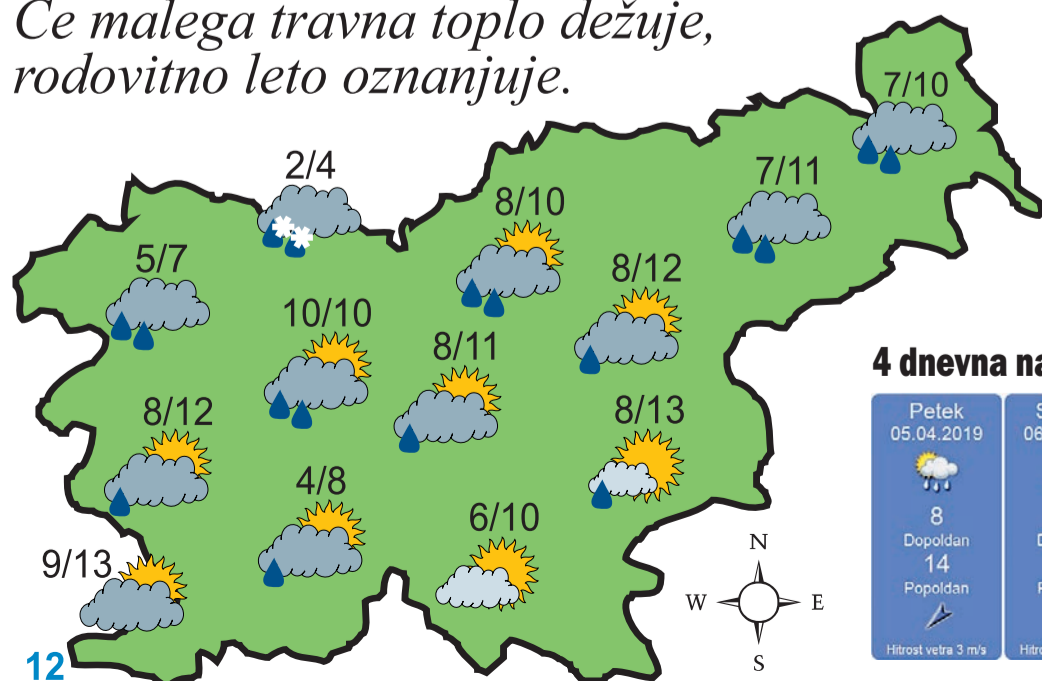 Če malega travna toplo dežuje,
rodovitno leto oznanjuje.
7/10
2/4
7/11
8/10
5/7
8/12
10/10
8/11
8/12
8/13
4/8
6/10
9/13
12
N
W
E
S
4 dnevna
Petek
05.04.2019
8
Dopoldan
14
Popoldan
Hitrost vetra 3 m/s